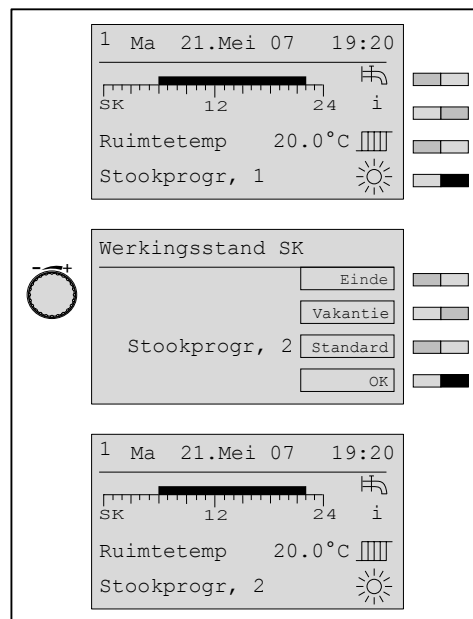 1 Ma 21.Mei 07 19:20
SK 12 24 i
Ruimtetemp 20.0°C
Stookprogr, 1
Werkingsstand SK
- +
Einde
Vakantie
Stookprogr, 2 Standard
OK
1 Ma 21.Mei 07 19:20
SK 12 24 i
Ruimtetemp 20.0°C
Stookprogr, 2